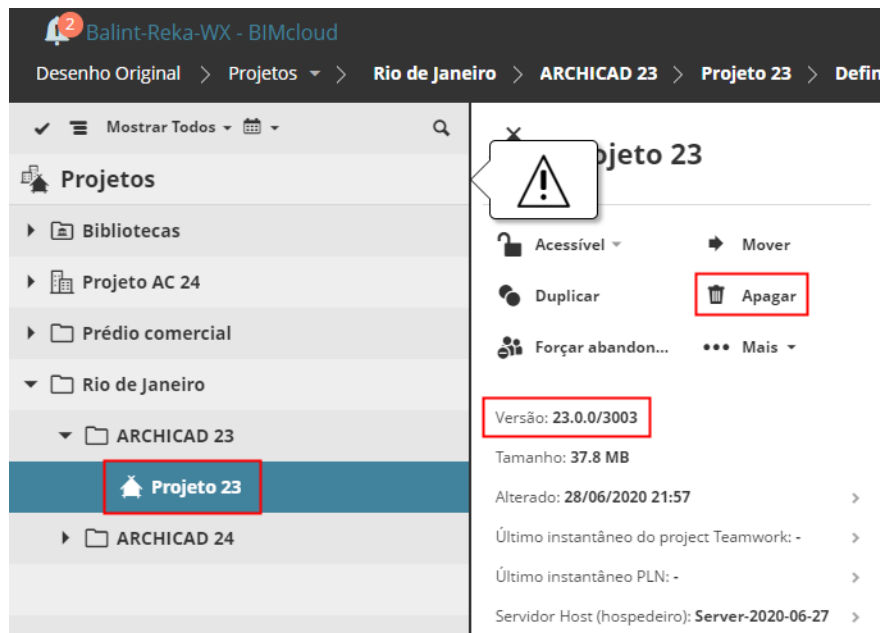 2
Balint-Reka-WX - BIMcloud
Desenho Original > Projetos > Rio de Janeiro > ARCHICAD 23 > Projeto 23 >
Mostrar Todos
Projetos
Bibliotecas
Projeto AC 24
Prédio comercial
Rio de Janeiro
ARCHICAD 23
Projeto 23
ARCHICAD 24
23
Acessível
Mover
Duplicar
Apagar
Forçar abandon...
Mais
Versão: 23.0.0/3003
Tamanho: 37.8 MB
Alterado: 28/06/2020 21:57
Último instantâneo do project Teamwork: -
Último instantâneo PLN: -
Servidor Host (hospedeiro): Server-2020-06-27